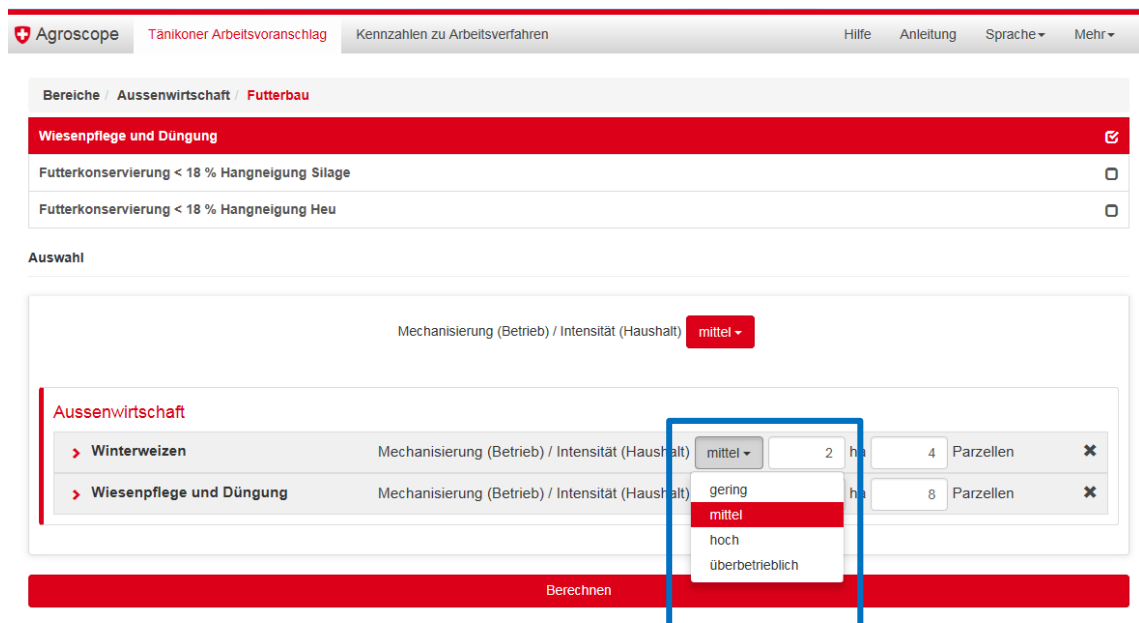 Agroscope Tänikoner Arbeitsvoranschlag Kennzahlen zu Arbeitsverfahren Hilfe Anleitung Sprache Mehr
Bereiche / Aussenwirtschaft / Futterbau
Wiesenpflege und Düngung
Futterkonservierung < 18 % Hangneigung Silage
Futterkonservierung < 18 % Hangneigung Heu
Auswahl
Mechanisierung (Betrieb) / Intensität (Haushalt) mittel
Aussenwirtschaft
Winterweizen Mechanisierung (Betrieb) / Intensität (Haushalt) mittel 2 ha 4 Parzellen
Wiesenpflege und Düngung Mechanisierung (Betrieb) / Intensität (Haushalt) ha 8 Parzellen
gering
mittel
hoch
überbetrieblich
Berechnen